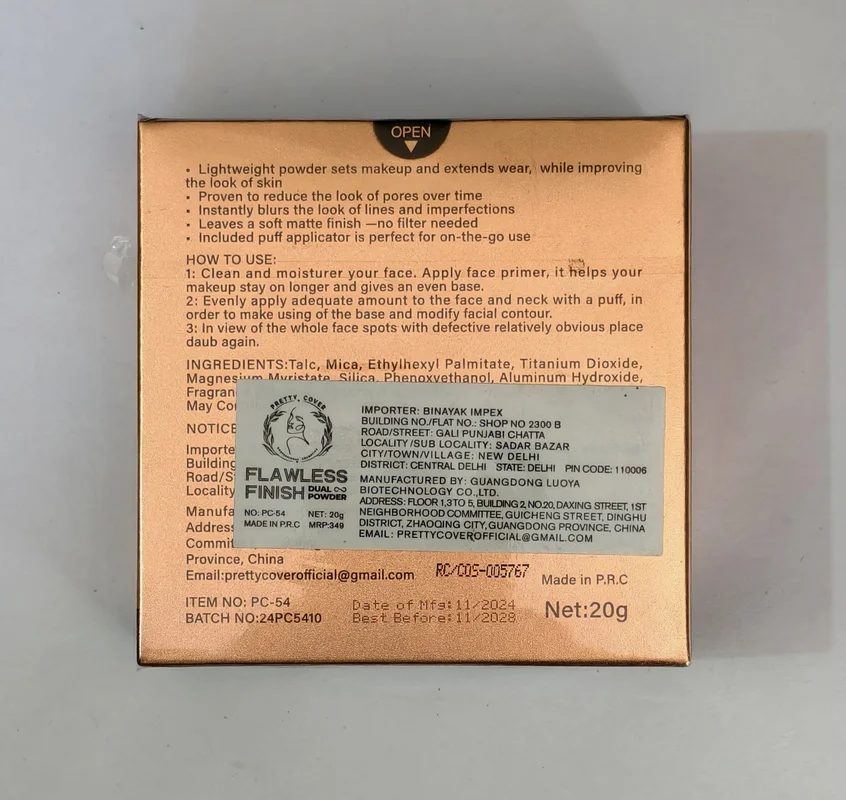 OPEN
• Lightweight powder sets makeup and extends wear, while improving
the look of skin
• Proven to reduce the look of pores over time
• Instantly blurs the look of lines and imperfections
• Leaves a soft matte finish —no filter needed
• Included puff applicator is perfect for on-the-go use
HOW TO USE:
1: Clean and moisturer your face. Apply face primer, it helps your
makeup stay on longer and gives an even base.
2: Evenly apply adequate amount to the face and neck with a puff, in
order to make using of the base and modify facial contour.
3: In view of the whole face spots with defective relatively obvious place
daub again.
INGREDIENTS:Talc, Mica, Ethylhexyl Palmitate, Titanium Dioxide,
Magnesium Myristate, Silica, Phenoxyethanol, Aluminum Hydroxide,
PRETTY COVER
FLAWLESS
FINISH DUAL POWDER
NO: PC-54 NET: 20g
MADE IN P.R.C MRP:349
IMPORTER: BINAYAK IMPEX
BUILDING NO./FLAT NO.: SHOP NO 2300 B
ROAD/STREET: GALI PUNJABI CHATTA
LOCALITY/SUB LOCALITY: SADAR BAZAR
CITY/TOWN/VILLAGE: NEW DELHI
DISTRICT: CENTRAL DELHI STATE: DELHI PIN CODE: 110006
MANUFACTURED BY: GUANGDONG LUOYA
BIOTECHNOLOGY CO.,LTD.
ADDRESS: FLOOR 1,3 TO 5, BUILDING 2, NO.20, DAXING STREET, 1ST
NEIGHBORHOOD COMMITTEE, GUICHENG STREET, DINGHU
DISTRICT, ZHAOQING CITY, GUANGDONG PROVINCE, CHINA
EMAIL: PRETTYCOVEROFFICIAL@GMAIL.COM
Province, China
Email:prettycoverofficial@gmail.com
RC/COS-005767
Made in P.R.C
ITEM NO: PC-54
BATCH NO:24PC5410
Date of Mfg:11/2024
Best Before:11/2028
Net:20g